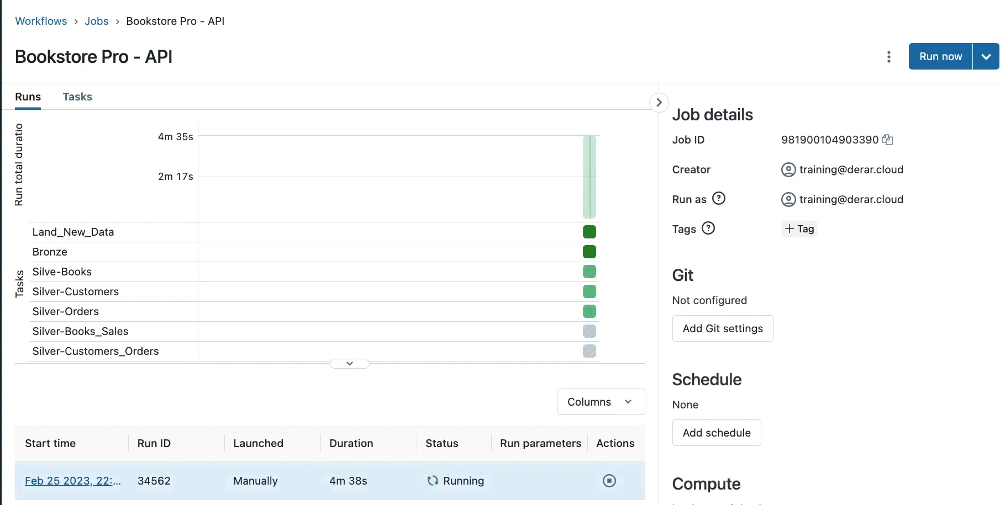 Workflows › Jobs › Bookstore Pro - API
Bookstore Pro - API
Run now
Runs Tasks
Run total duratio
4m 35s
2m 17s
Tasks
Land_New_Data
Bronze
Silve-Books
Silver-Customers
Silver-Orders
Silver-Books_Sales
Silver-Customers_Orders
Columns
Start time Run ID Launched Duration Status Run parameters Actions
Feb 25 2023, 22:... 34562 Manually 4m 38s Running
Job details
Job ID 981900104903390
Creator training@derar.cloud
Run as ? training@derar.cloud
Tags ? + Tag
Git
Not configured
Add Git settings
Schedule
None
Add schedule
Compute